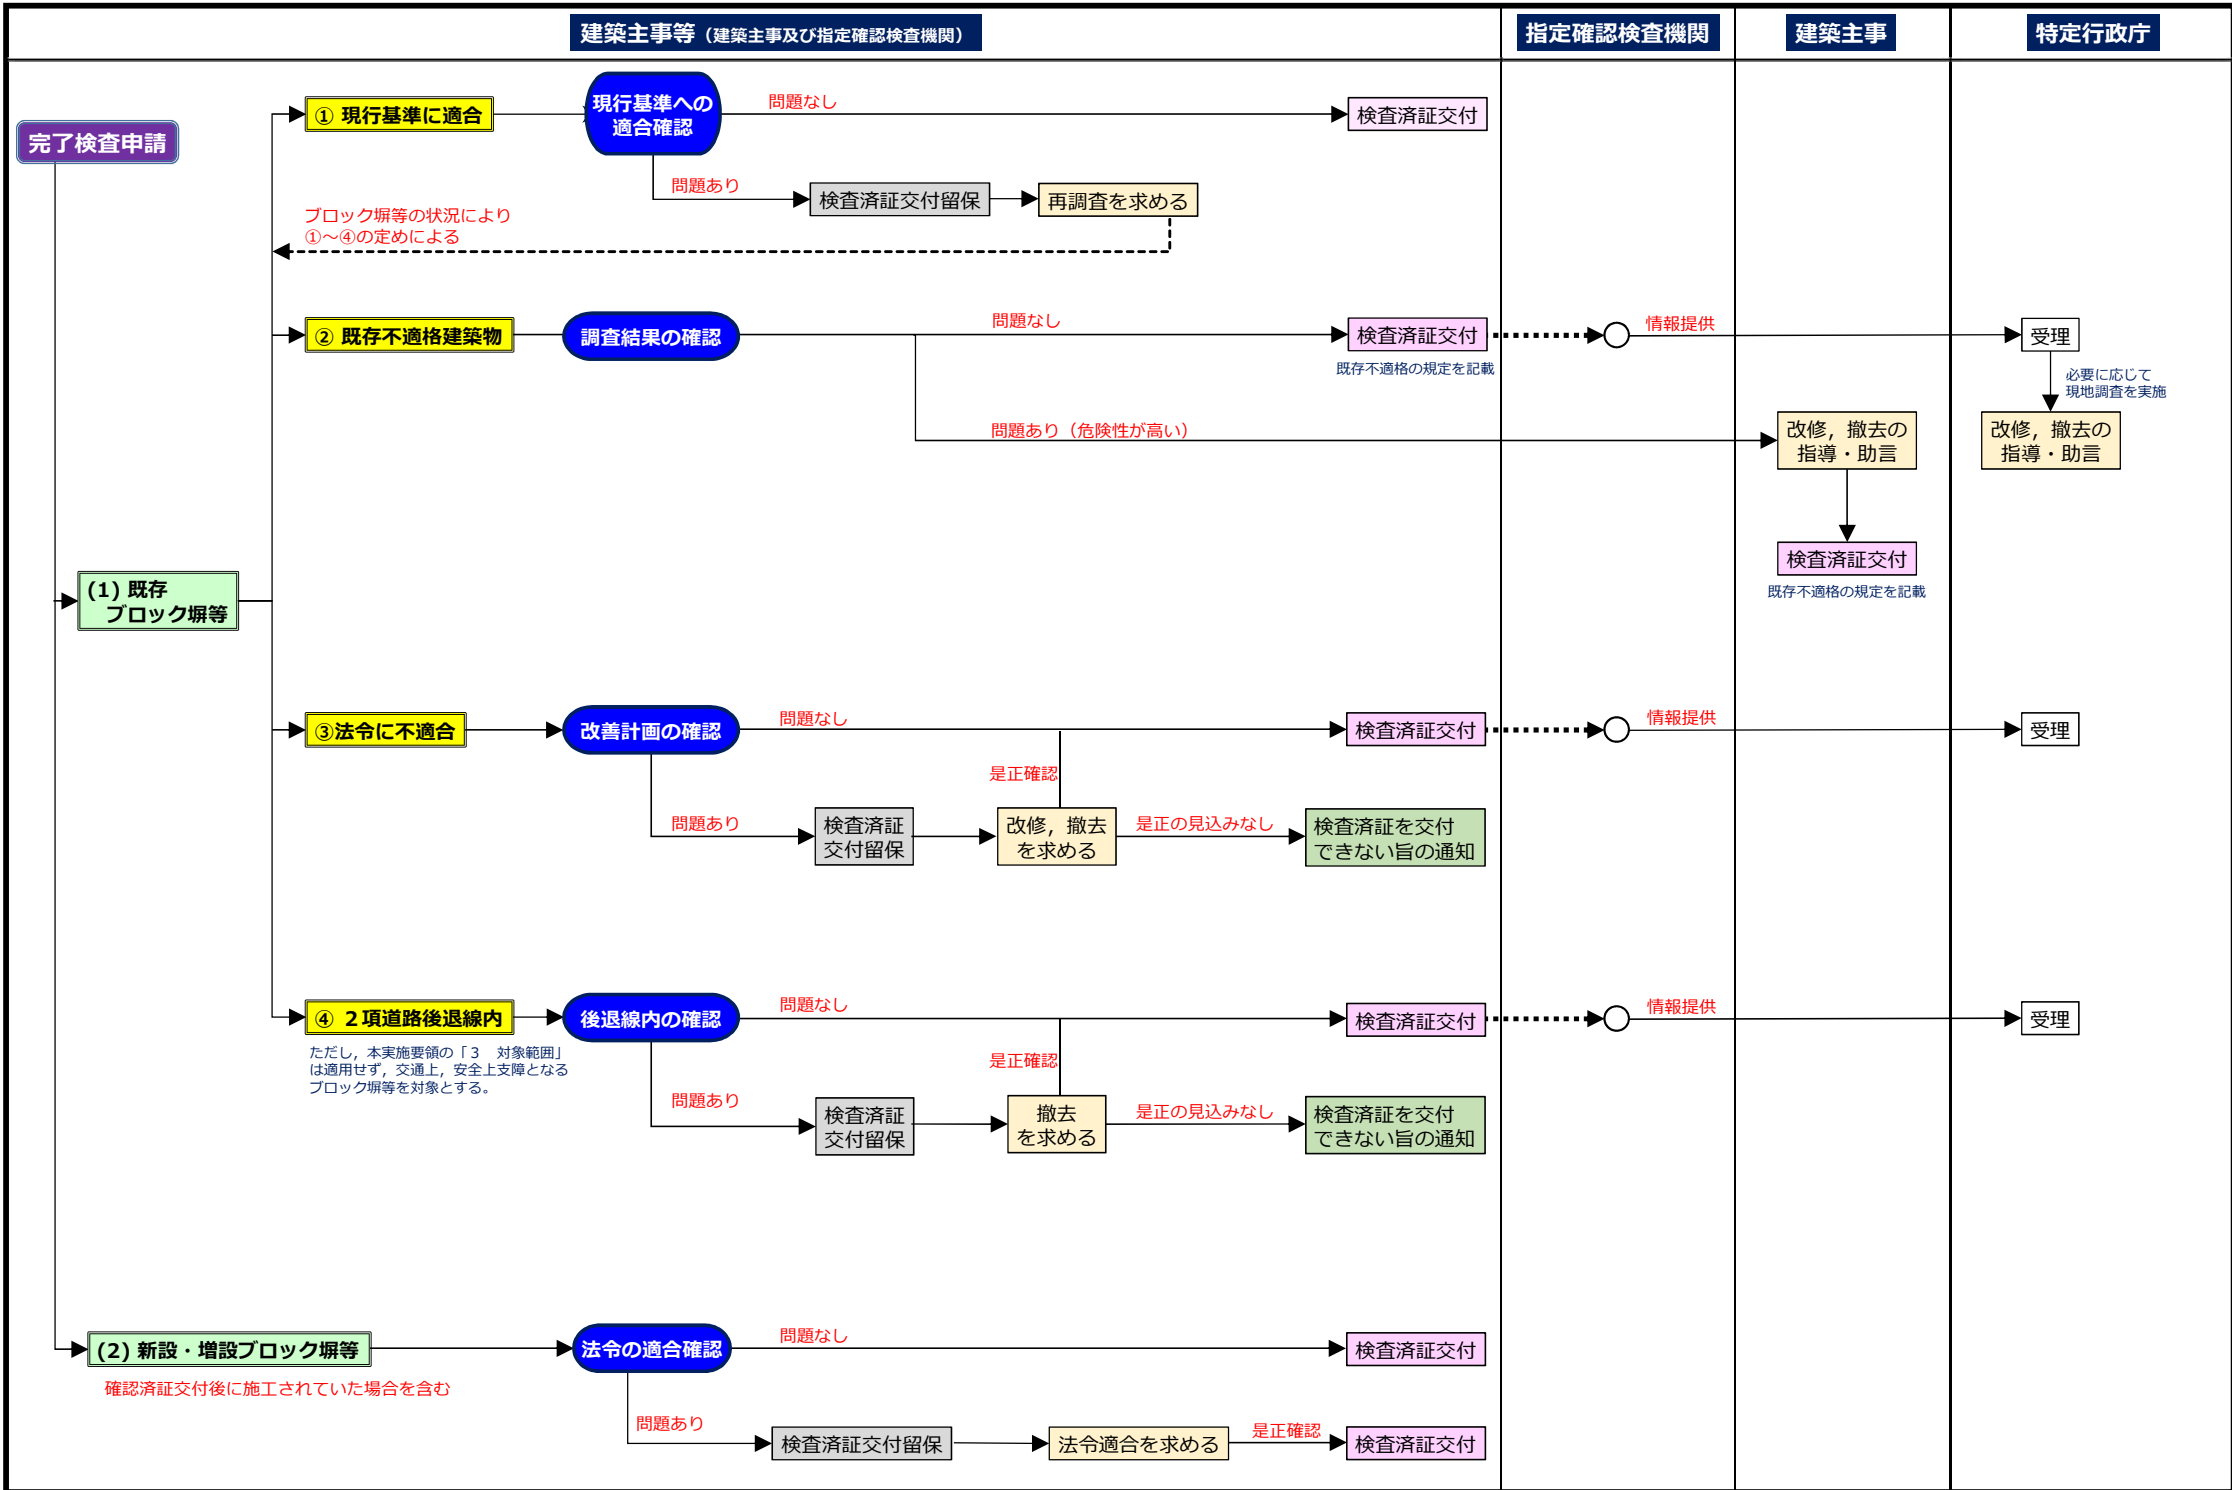 建築主事等（建築主事及び指定確認検査機関）
指定確認検査機関
建築主事
特定行政庁
完了検査申請
① 現行基準に適合
現行基準への
適合確認
問題なし
検査済証交付
問題あり
検査済証交付留保
再調査を求める
ブロック塀等の状況により
①～④の定めによる
② 既存不適格建築物
調査結果の確認
問題なし
検査済証交付
既存不適格の規定を記載
情報提供
受理
必要に応じて
現地調査を実施
問題あり（危険性が高い）
改修，撤去の
指導・助言
改修，撤去の
指導・助言
検査済証交付
既存不適格の規定を記載
(1) 既存
ブロック塀等
③法令に不適合
改善計画の確認
問題なし
検査済証交付
情報提供
受理
是正確認
問題あり
検査済証
交付留保
改修，撤去
を求める
是正の見込みなし
検査済証を交付
できない旨の通知
④ ２項道路後退線内
後退線内の確認
問題なし
検査済証交付
情報提供
受理
ただし，本実施要領の「３　対象範囲」
は適用せず，交通上，安全上支障となる
ブロック塀等を対象とする。
是正確認
問題あり
検査済証
交付留保
撤去
を求める
是正の見込みなし
検査済証を交付
できない旨の通知
(2) 新設・増設ブロック塀等
法令の適合確認
問題なし
検査済証交付
確認済証交付後に施工されていた場合を含む
問題あり
検査済証交付留保
法令適合を求める
是正確認
検査済証交付